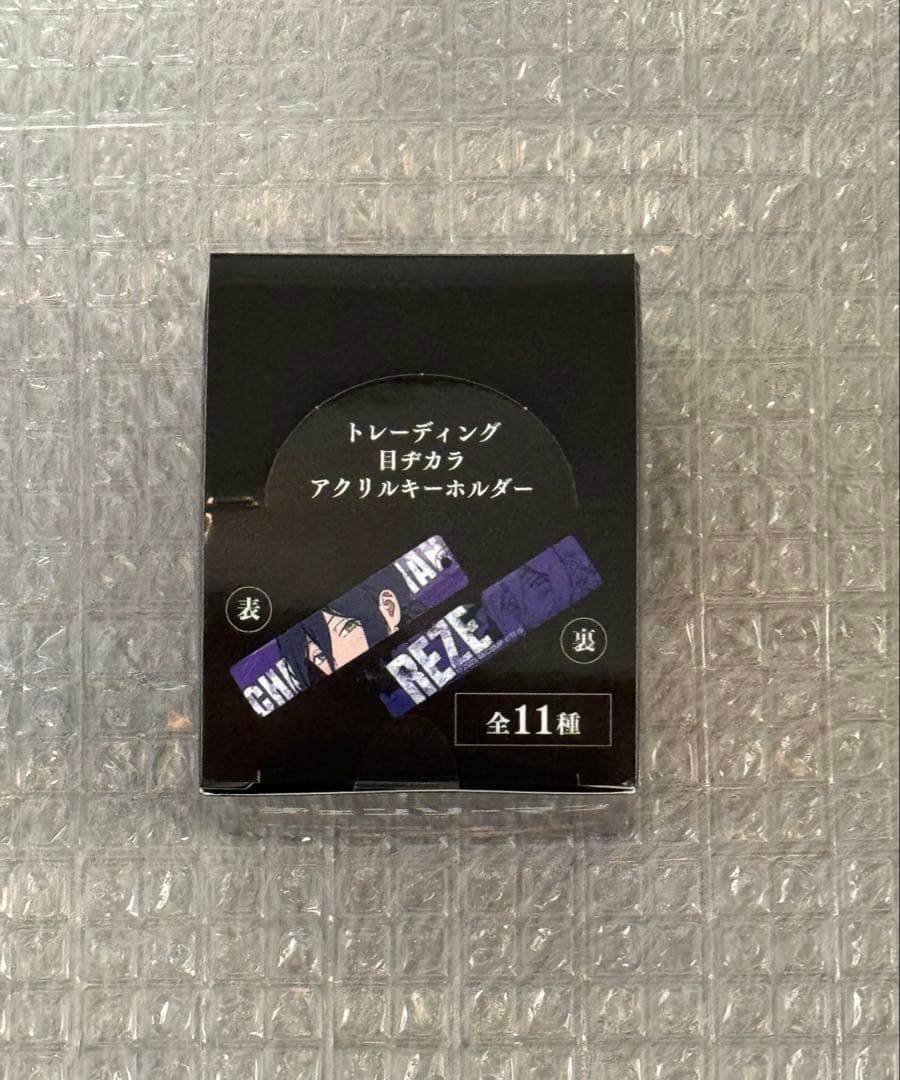 トレーディング
目ヂカラ
アクリルキーホルダー
表
CHA
REZE
裏
全11種